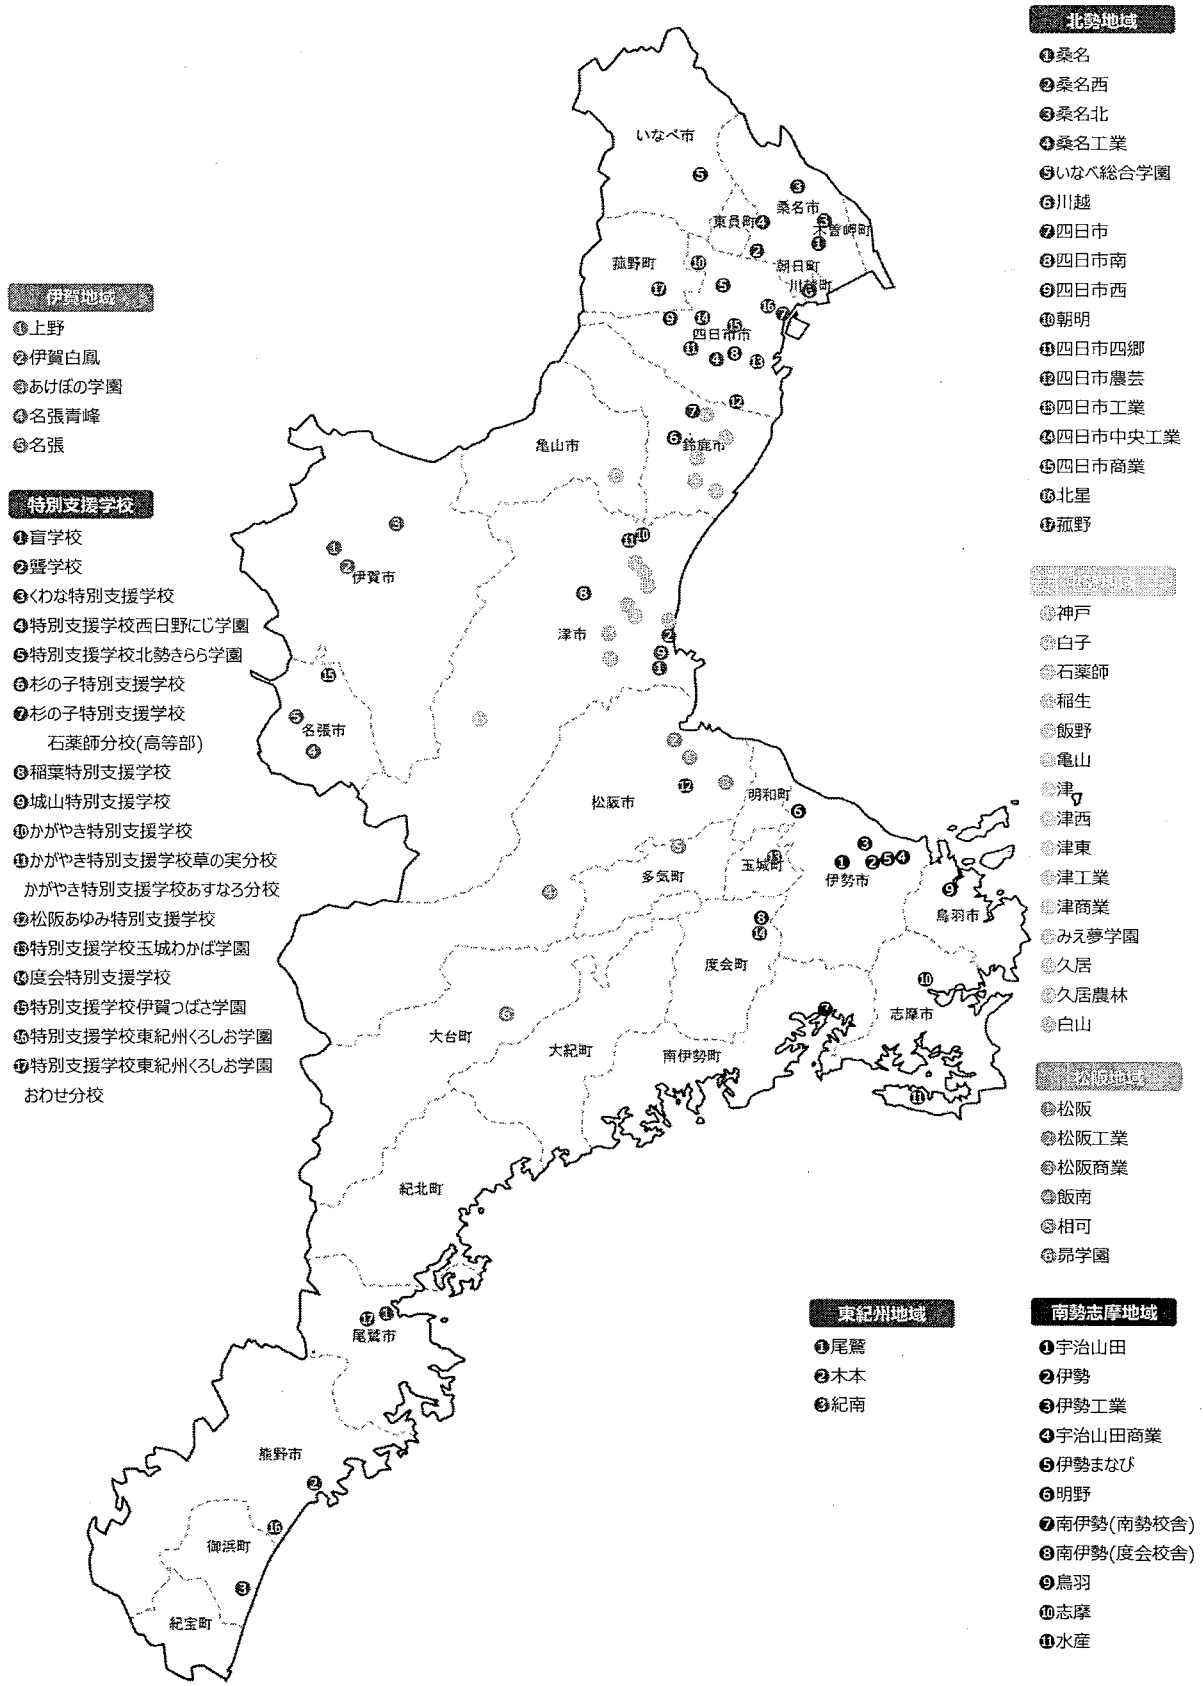 北勢地域
❶桑名
❷桑名西
❸桑名北
❹桑名工業
❺いなべ総合学園
❻川越
❼四日市
❽四日市南
❾四日市西
❿朝明
⓫四日市四郷
⓬四日市農芸
⓭四日市工業
⓮四日市中央工業
⓯四日市商業
⓰北星
⓱菰野
神戸
白子
石薬師
稲生
飯野
亀山
津
津西
津東
津工業
津商業
みえ夢学園
久居
久居農林
白山
松阪地域
❶松阪
❷松阪工業
❸松阪商業
❹飯南
❺相可
❻昴学園
南勢志摩地域
❶宇治山田
❷伊勢
❸伊勢工業
❹宇治山田商業
❺伊勢まなび
❻明野
❼南伊勢(南勢校舎)
❽南伊勢(度会校舎)
❾鳥羽
❿志摩
⓫水産
東紀州地域
❶尾鷲
❷木本
❸紀南
伊賀地域
❶上野
❷伊賀白鳳
❸あけぼの学園
❹名張青峰
❺名張
特別支援学校
❶盲学校
❷聾学校
❸くわな特別支援学校
❹特別支援学校西日野にじ学園
❺特別支援学校北勢きらら学園
❻杉の子特別支援学校
❼杉の子特別支援学校
石薬師分校(高等部)
❽稲葉特別支援学校
❾城山特別支援学校
❿かがやき特別支援学校
⓫かがやき特別支援学校草の実分校
かがやき特別支援学校あすなろ分校
⓬松阪あゆみ特別支援学校
⓭特別支援学校玉城わかば学園
⓮度会特別支援学校
⓯特別支援学校伊賀つばさ学園
⓰特別支援学校東紀州くろしお学園
⓱特別支援学校東紀州くろしお学園
おわせ分校
いなべ市
桑名市
東員町
木曽岬町
菰野町
朝日町
川越町
四日市市
亀山市
鈴鹿市
伊賀市
津市
名張市
松阪市
明和町
多気町
玉城町
伊勢市
鳥羽市
度会町
志摩市
大台町
大紀町
南伊勢町
紀北町
尾鷲市
熊野市
御浜町
紀宝町